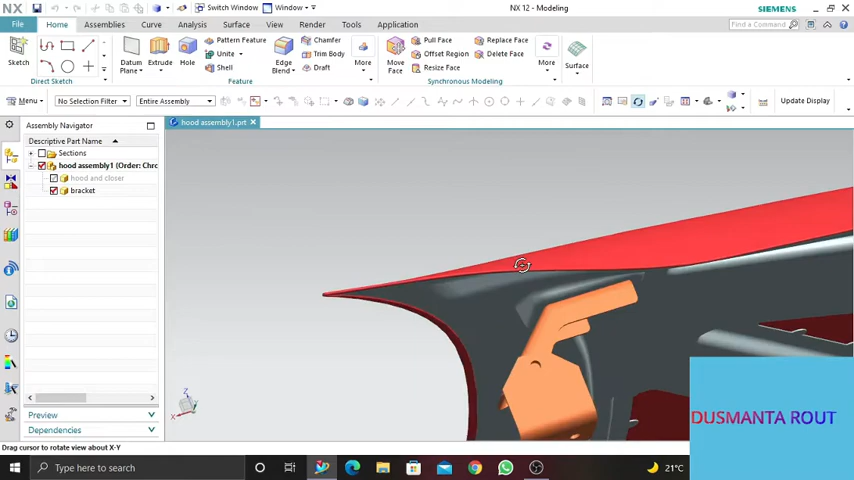 NX
Switch Window
Window
NX 12 - Modeling
SIEMENS
File
Home
Assemblies
Curve
Analysis
Surface
View
Render
Tools
Application
Find a Command
Sketch
Datum Plane
Extrude
Hole
Pattern Feature
Unite
Shell
Edge Blend
Chamfer
Trim Body
Draft
More
Move Face
Pull Face
Offset Region
Resize Face
Replace Face
Delete Face
More
Surface
Direct Sketch
Feature
Synchronous Modeling
Menu
No Selection Filter
Entire Assembly
Update Display
Assembly Navigator
hood assembly1.prt
Descriptive Part Name
Sections
hood assembly1 (Order: Chrc
hood and closer
bracket
Z
X
Preview
Dependencies
Drag cursor to rotate view about X-Y
DUSMANTA ROUT
Type here to search
21°C